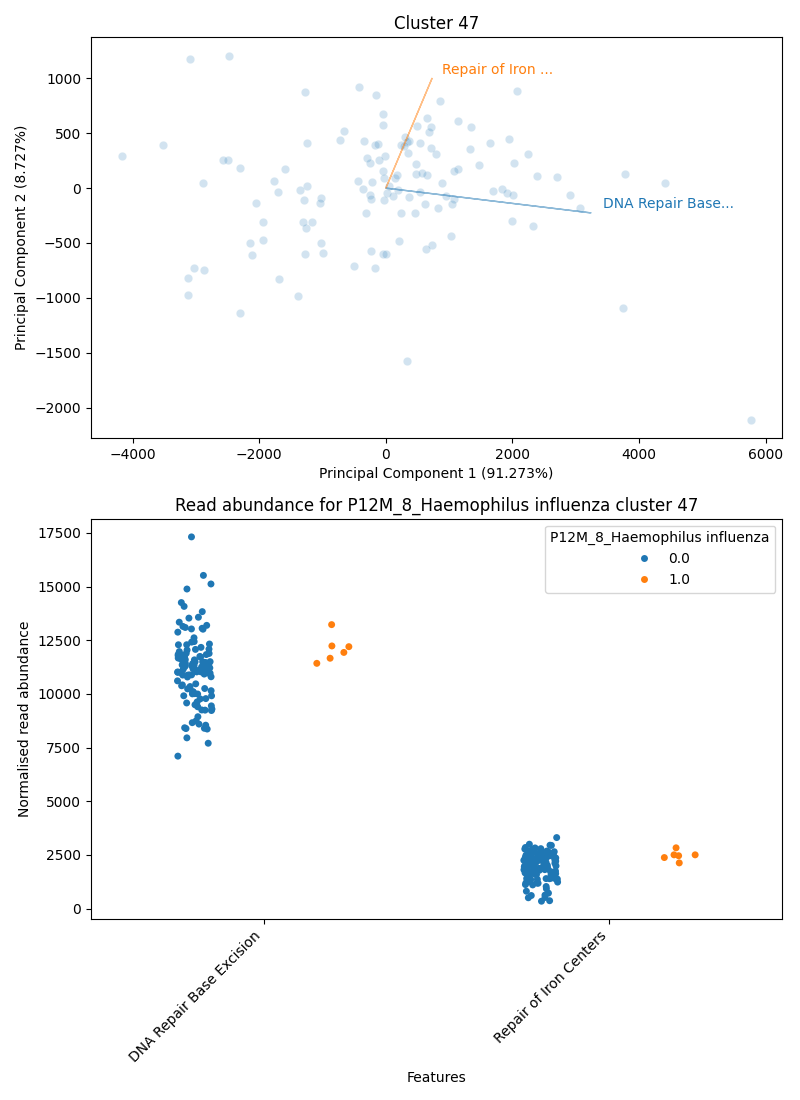 Cluster 47
1000
500
0
−500
−1000
−1500
−2000
Principal Component 2 (8.727%)
Repair of Iron ...
DNA Repair Base...
−4000
−2000
0
2000
4000
6000
Principal Component 1 (91.273%)
Read abundance for P12M_8_Haemophilus influenza cluster 47
17500
15000
12500
10000
7500
5000
2500
0
Normalised read abundance
P12M_8_Haemophilus influenza
0.0
1.0
DNA Repair Base Excision
Repair of Iron Centers
Features